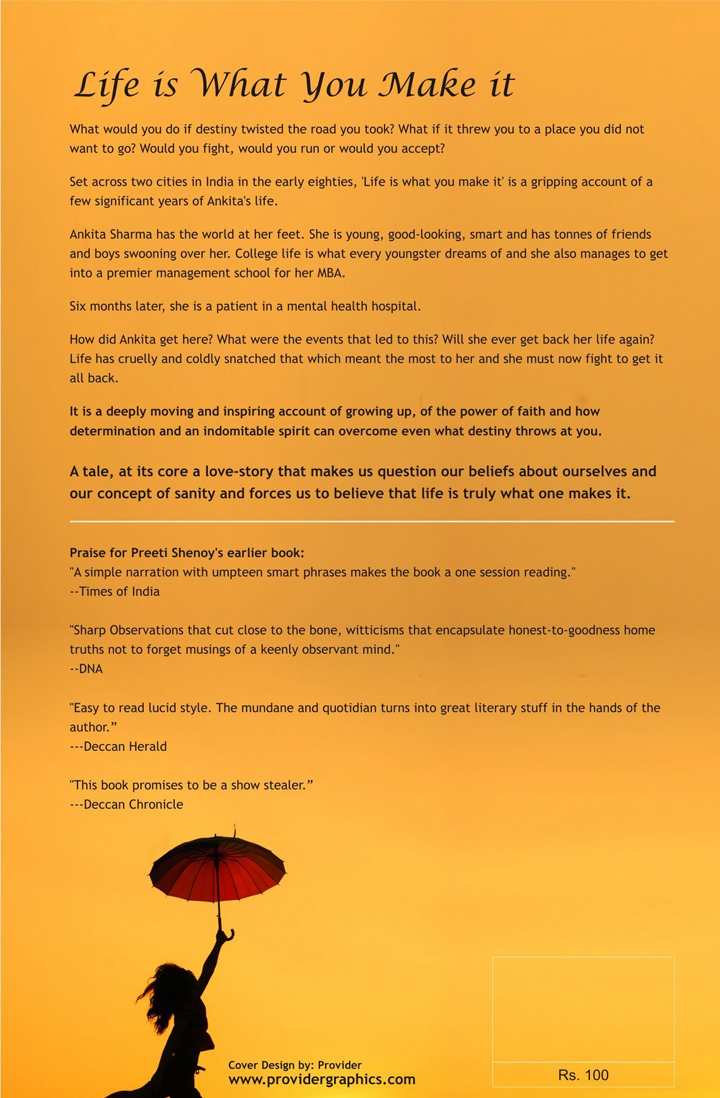 Life is What You Make it
What would you do if destiny twisted the road you took? What if it threw you to a place you did not
want to go? Would you fight, would you run or would you accept?
Set across two cities in India in the early eighties, 'Life is what you make it' is a gripping account of a
few significant years of Ankita's life.
Ankita Sharma has the world at her feet. She is young, good-looking, smart and has tonnes of friends
and boys swooning over her. College life is what every youngster dreams of and she also manages to get
into a premier management school for her MBA.
Six months later, she is a patient in a mental health hospital.
How did Ankita get here? What were the events that led to this? Will she ever get back her life again?
Life has cruelly and coldly snatched that which meant the most to her and she must now fight to get it
all back.
It is a deeply moving and inspiring account of growing up, of the power of faith and how
determination and an indomitable spirit can overcome even what destiny throws at you.
A tale, at its core a love-story that makes us question our beliefs about ourselves and
our concept of sanity and forces us to believe that life is truly what one makes it.
Praise for Preeti Shenoy's earlier book:
"A simple narration with umpteen smart phrases makes the book a one session reading."
--Times of India
"Sharp Observations that cut close to the bone, witticisms that encapsulate honest-to-goodness home
truths not to forget musings of a keenly observant mind."
--DNA
"Easy to read lucid style. The mundane and quotidian turns into great literary stuff in the hands of the
author.”
---Deccan Herald
"This book promises to be a show stealer.”
---Deccan Chronicle
Cover Design by: Provider
www.providergraphics.com
Rs. 100